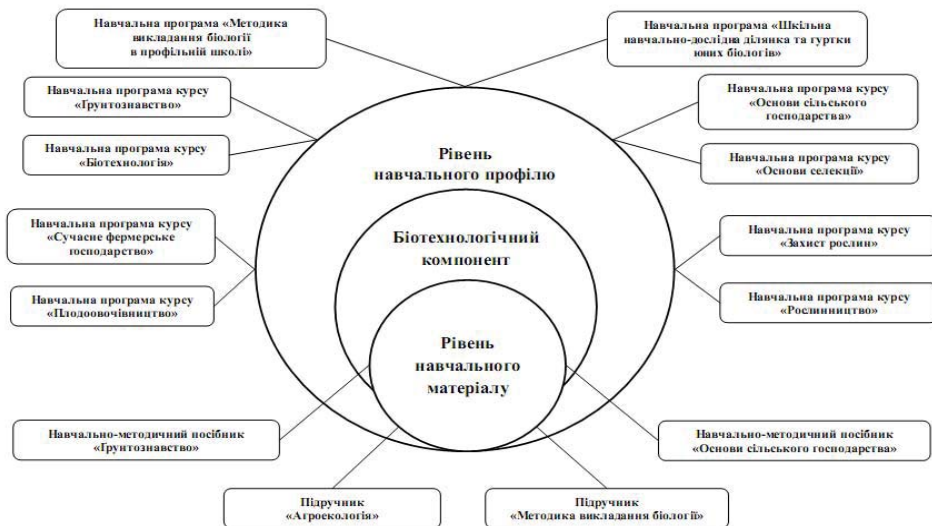 Навчальна програма «Методика
викладання біології
в профільній школі»
Навчальна програма «Шкільна
навчально-дослідна ділянка та гуртки
юних біологів»
Навчальна програма курсу
«Ґрунтознавство»
Навчальна програма курсу
«Основи сільського
господарства»
Навчальна програма курсу
«Біотехнологія»
Навчальна програма курсу
«Основи селекції»
Рівень
навчального профілю
Навчальна програма курсу
«Сучасне фермерське
господарство»
Біотехнологічний
компонент
Навчальна програма курсу
«Захист рослин»
Навчальна програма курсу
«Плодоовочівництво»
Навчальна програма курсу
«Рослинництво»
Рівень
навчального
матеріалу
Навчально-методичний посібник
«Ґрунтознавство»
Навчально-методичний посібник
«Основи сільського господарства»
Підручник
«Агроекологія»
Підручник
«Методика викладання біології»